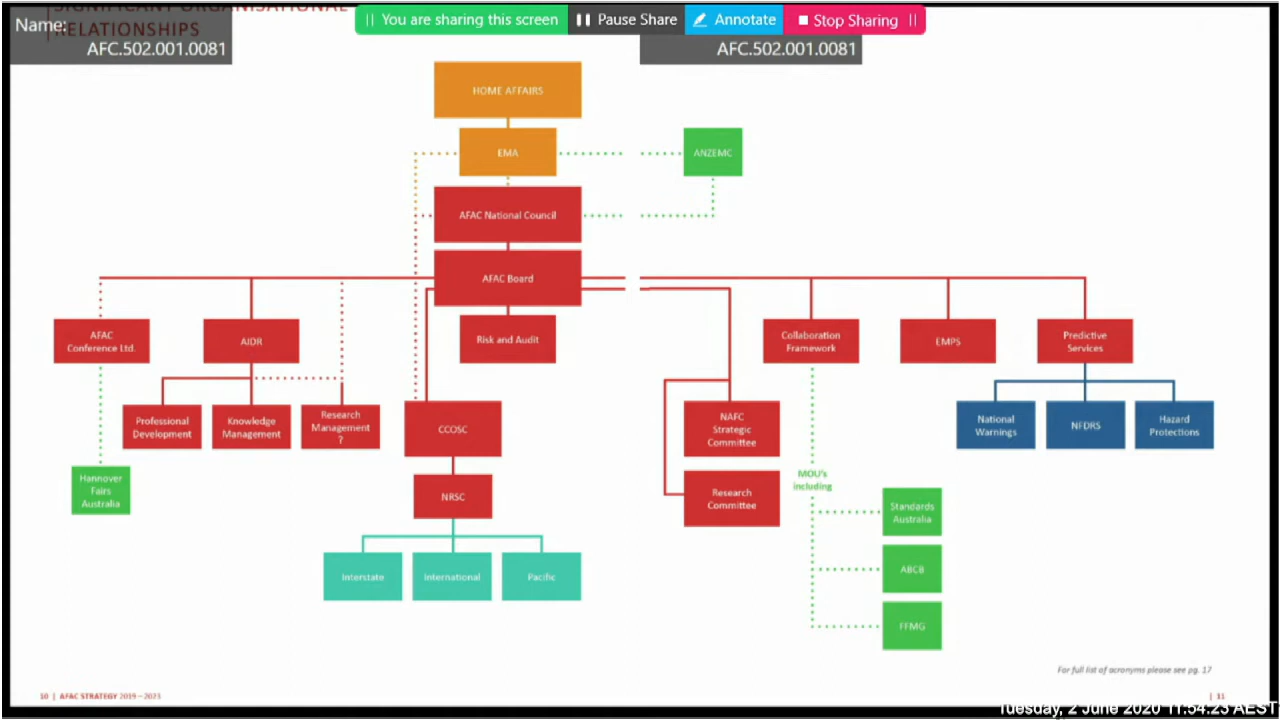 SIGNIFICANT ORGANISATIONAL
RELATIONSHIPS
Name:
AFC.502.001.0081
You are sharing this screen
Pause Share
Annotate
Stop Sharing
AFC.502.001.0081
HOME AFFAIRS
EMA
ANZEMC
AFAC National Council
AFAC Board
AFAC
Conference Ltd.
AIDR
Risk and Audit
Collaboration
Framework
EMPS
Predictive
Services
Professional
Development
Knowledge
Management
Research
Management
?
CCOSC
NAFC
Strategic
Committee
National
Warnings
NFDRS
Hazard
Protections
Hannover
Fairs
Australia
NRSC
Research
Committee
MOU's
including
Standards
Australia
Interstate
International
Pacific
ABCB
FFMG
For full list of acronyms please see pg. 17
10 | AFAC STRATEGY 2019–2023
| 11
Tuesday, 2 June 2020 11:54:23 AEST